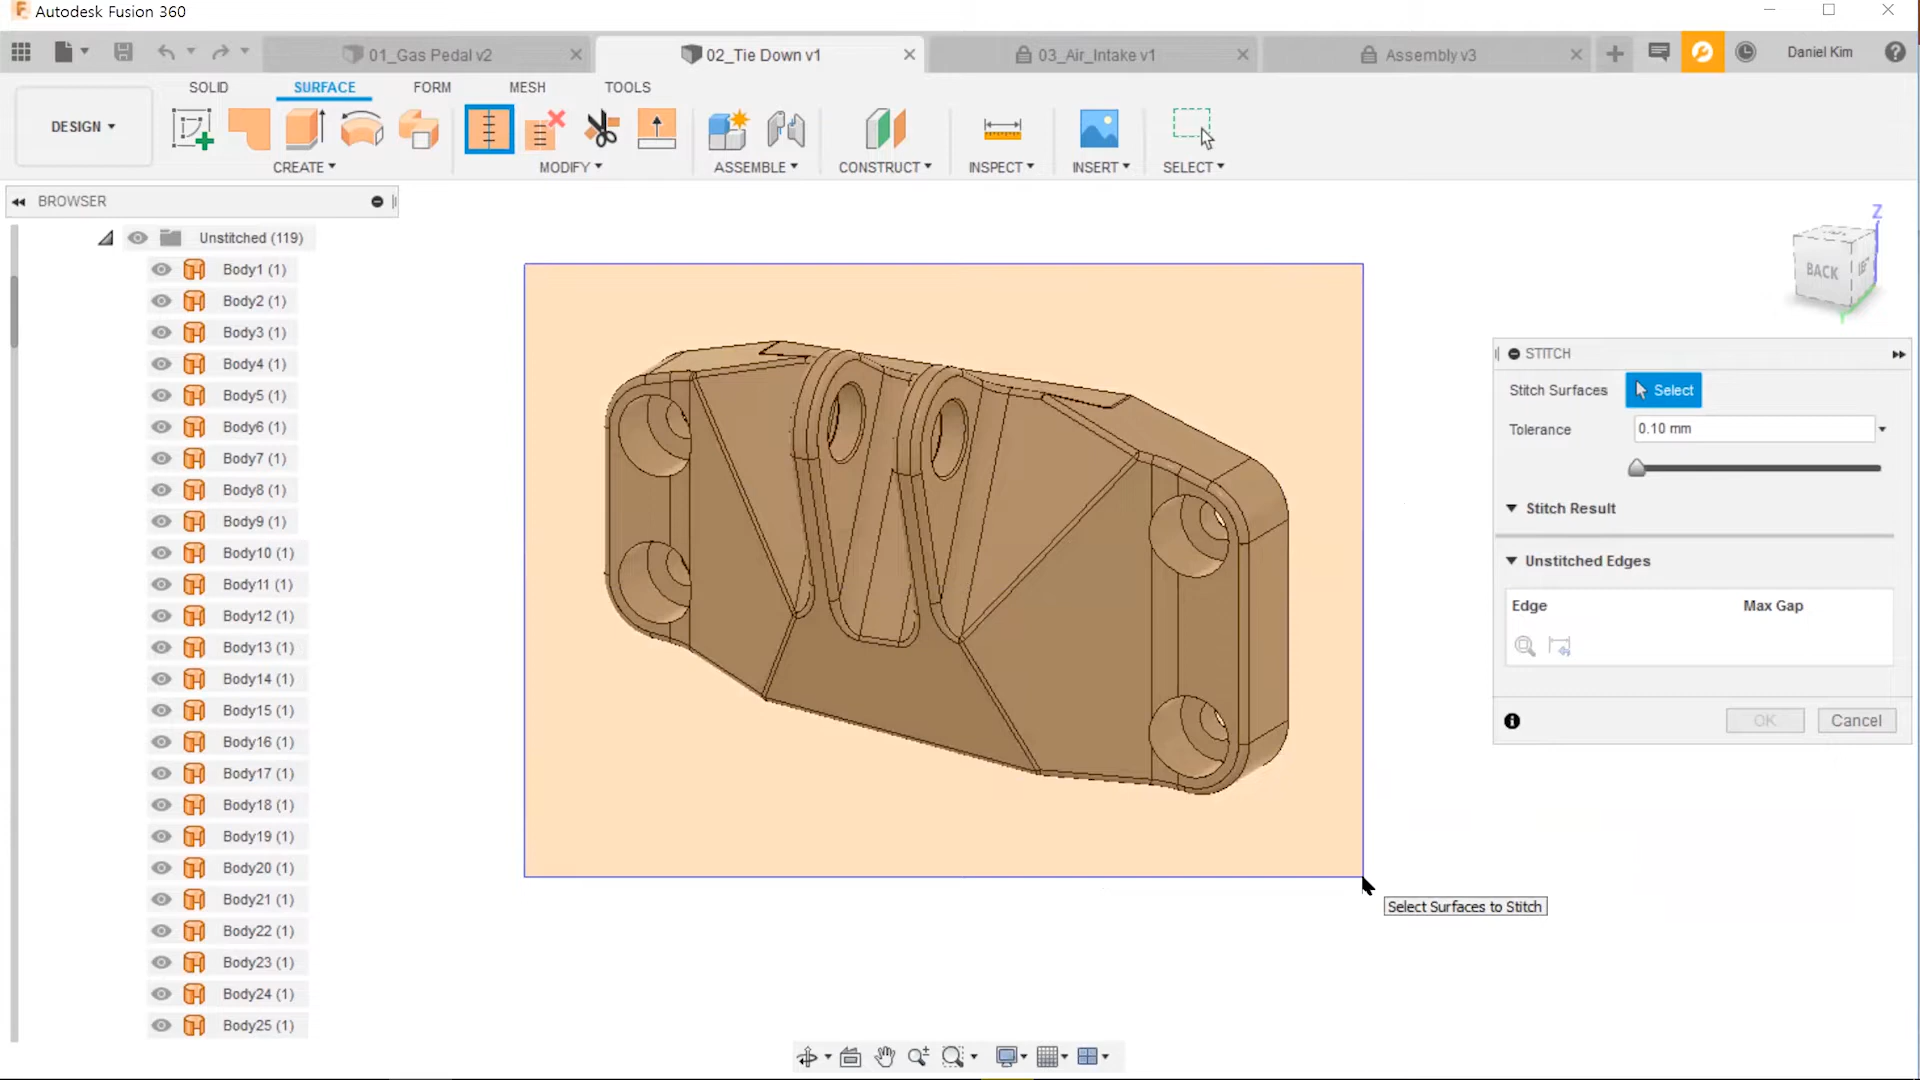 Autodesk Fusion 360
01_Gas Pedal v2
02_Tie Down v1
03_Air_Intake v1
Assembly v3
Daniel Kim
SOLID
SURFACE
FORM
MESH
TOOLS
DESIGN
CREATE
MODIFY
ASSEMBLE
CONSTRUCT
INSPECT
INSERT
SELECT
BROWSER
Unstitched (119)
Body1 (1)
Body2 (1)
Body3 (1)
Body4 (1)
Body5 (1)
Body6 (1)
Body7 (1)
Body8 (1)
Body9 (1)
Body10 (1)
Body11 (1)
Body12 (1)
Body13 (1)
Body14 (1)
Body15 (1)
Body16 (1)
Body17 (1)
Body18 (1)
Body19 (1)
Body20 (1)
Body21 (1)
Body22 (1)
Body23 (1)
Body24 (1)
Body25 (1)
Z
BACK
STITCH
Stitch Surfaces
Select
Tolerance
0.10 mm
Stitch Result
Unstitched Edges
Edge
Max Gap
OK
Cancel
Select Surfaces to Stitch